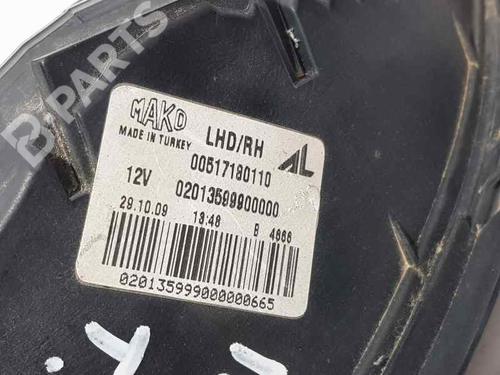 B-PARTS
MAKO
MADE IN TURKEY
LHD/RH
AL
00517180110
12V 02013599900000
29.10.09 13:48 B 4866
020135999000000665